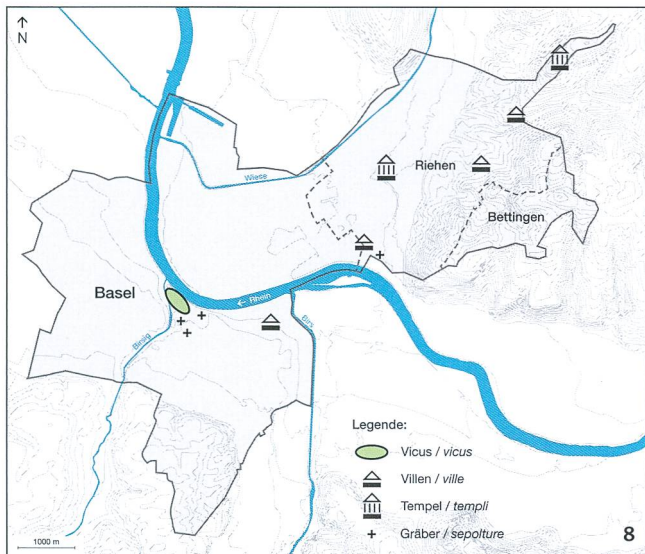 N
Wiese
Riehen
Bettingen
Basel
← Rhein
Birsig
Birs
Legende:
Vicus / vicus
Villen / ville
Tempel / templi
Gräber / sepolture
1000 m
8